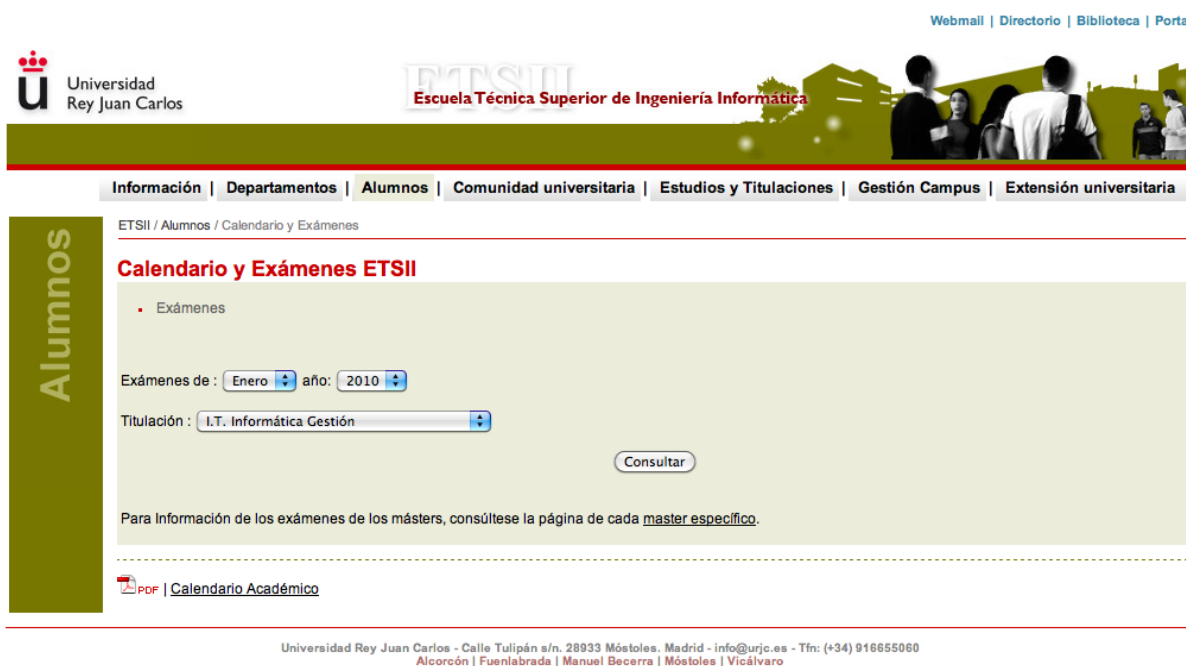 Webmail | Directorio | Biblioteca |
Universidad
Rey Juan Carlos
ETSII
Escuela Técnica Superior de Ingeniería Informática
Información | Departamentos | Alumnos | Comunidad universitaria | Estudios y Titulaciones | Gestión Campus | Extensión universitaria
Alumnos
ETSII / Alumnos / Calendario y Exámenes
Calendario y Exámenes ETSII
Exámenes
Exámenes de : Enero año: 2010
Titulación : I.T. Informática Gestión
Consultar
Para Información de los exámenes de los másters, consúltese la página de cada master específico.
PDF | Calendario Académico
Universidad Rey Juan Carlos - Calle Tulipán s/n. 28933 Móstoles. Madrid - info@urjc.es - Tfn: (+34) 916655060
Alcorcón | Fuenlabrada | Manuel Becerra | Móstoles | Vicálvaro